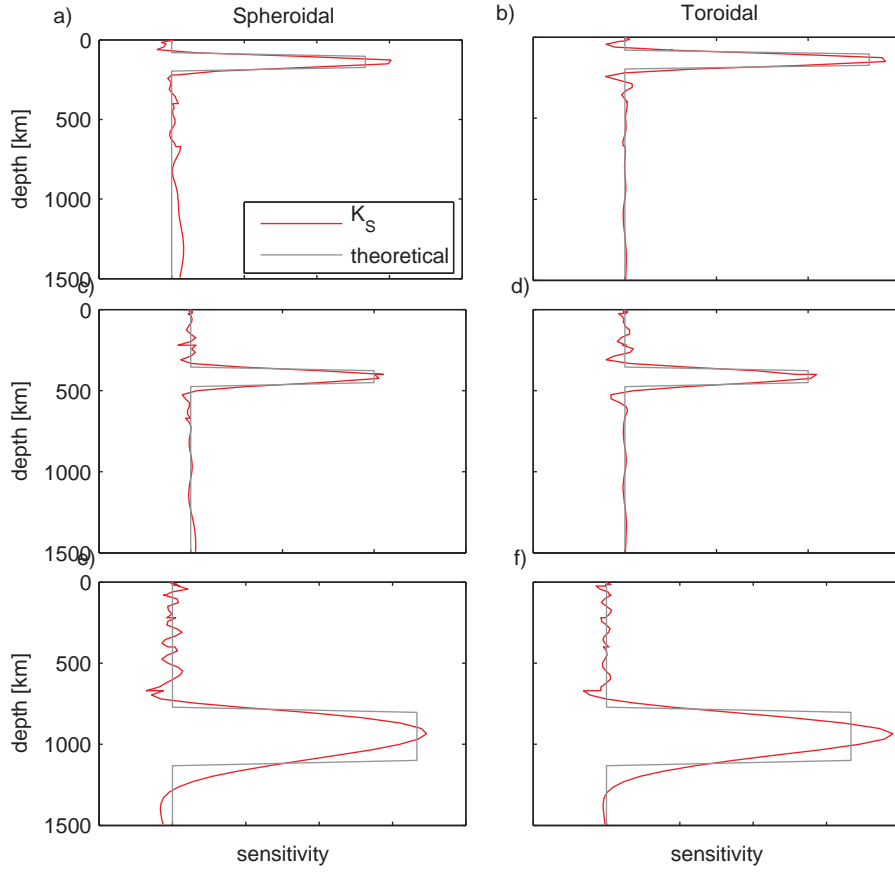 a) Spheroidal
b) Toroidal
0
500
1000
1500
depth [km]
K_S
theoretical
c)
d)
0
500
1000
1500
depth [km]
e)
f)
0
500
1000
1500
depth [km]
sensitivity
sensitivity